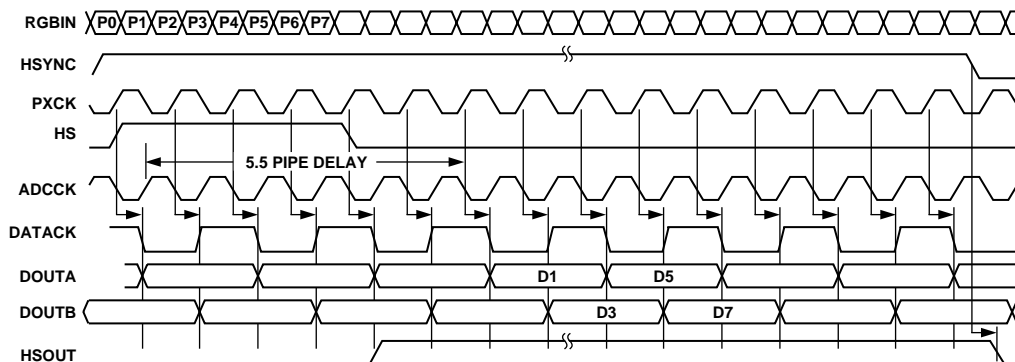 RGBIN P0 P1 P2 P3 P4 P5 P6 P7
HSYNC
PXCK
HS
5.5 PIPE DELAY
ADCCK
DATACK
DOUTA D1 D5
DOUTB D3 D7
HSOUT